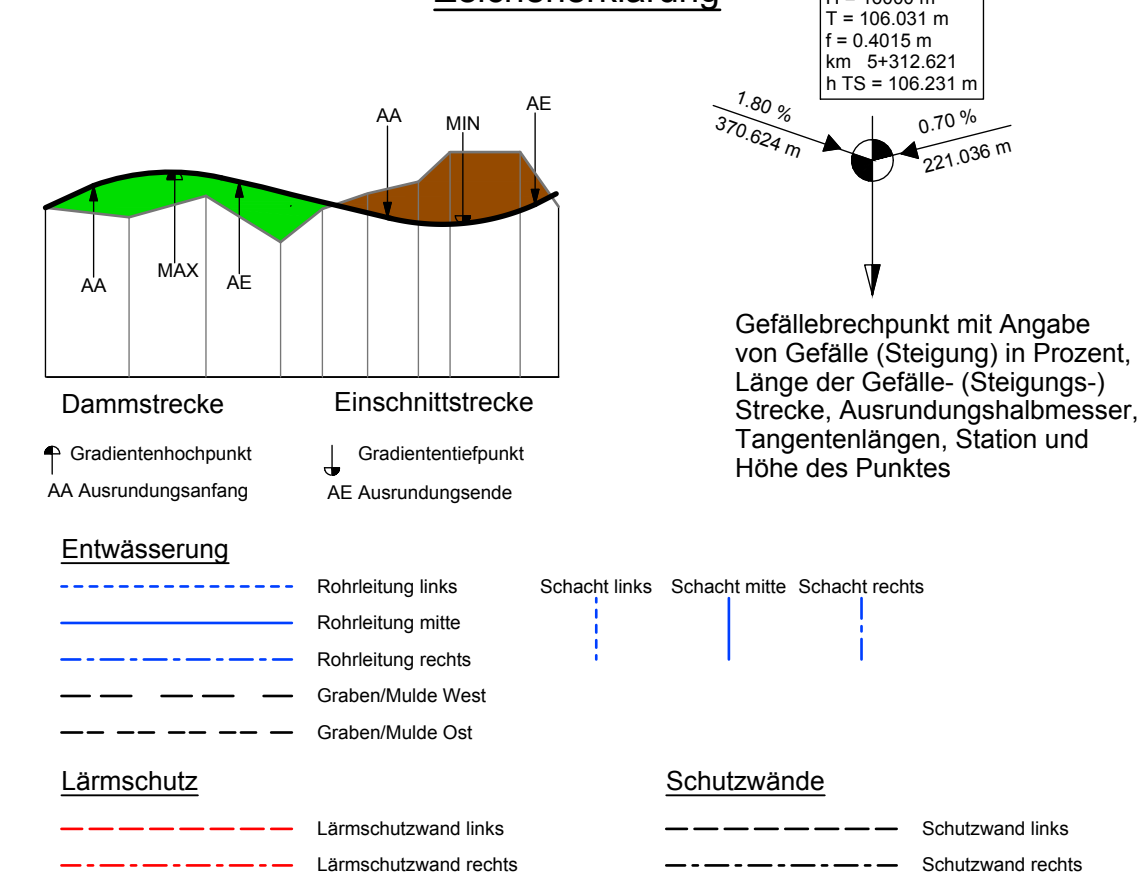 Zeichenerklärung
T = 106.031 m
f = 0.4015 m
km 5+312.621
h TS = 106.231 m
1.80 %
370.624 m
0.70 %
221.036 m
AA
MIN
AE
AA
MAX
AE
Dammstrecke
Einschnittstrecke
Gradientenhochpunkt
Gradiententiefpunkt
AA Ausrundungsanfang
AE Ausrundungsende
Gefällebrechpunkt mit Angabe
von Gefälle (Steigung) in Prozent,
Länge der Gefälle- (Steigungs-)
Strecke, Ausrundungshalbmesser,
Tangentenlängen, Station und
Höhe des Punktes
Entwässerung
Rohrleitung links
Rohrleitung mitte
Rohrleitung rechts
Graben/Mulde West
Graben/Mulde Ost
Schacht links
Schacht mitte
Schacht rechts
Lärmschutz
Lärmschutzwand links
Lärmschutzwand rechts
Schutzwände
Schutzwand links
Schutzwand rechts